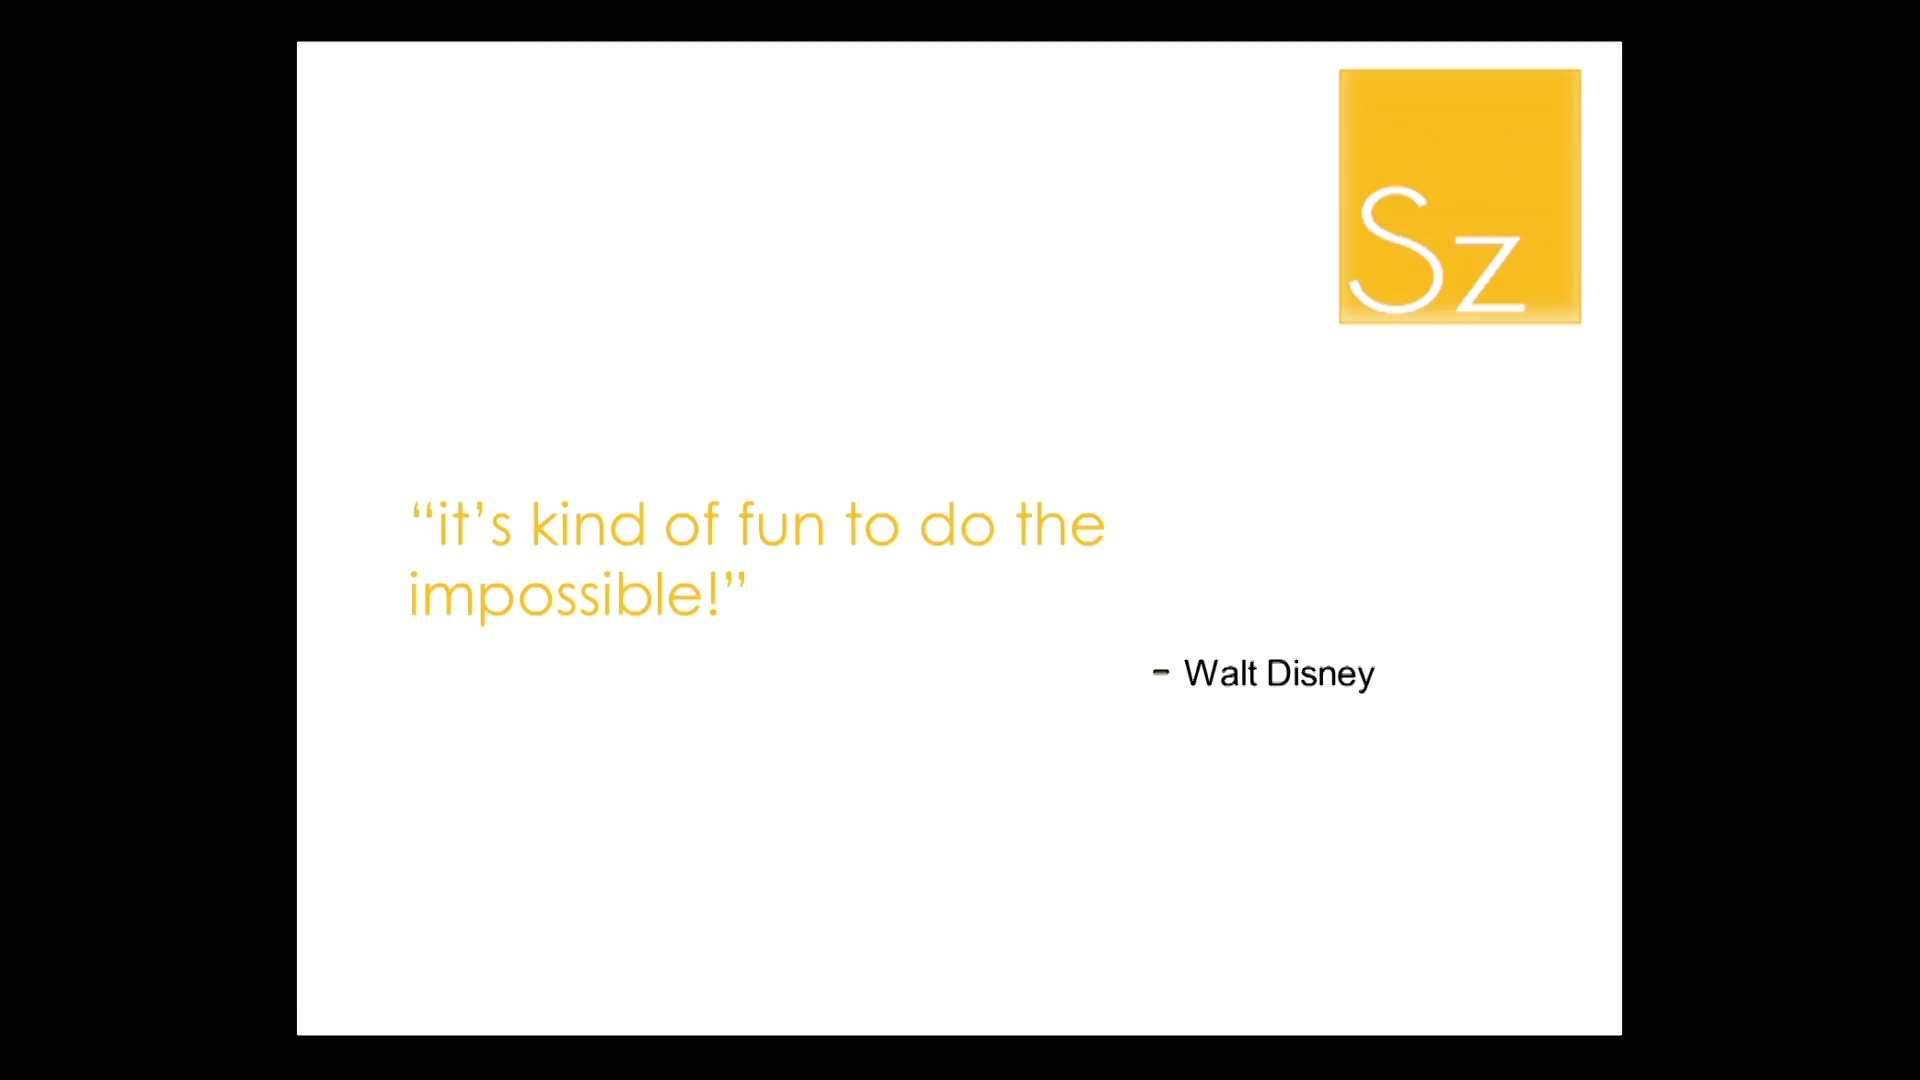 Sz
“it’s kind of fun to do the
impossible!”
- Walt Disney